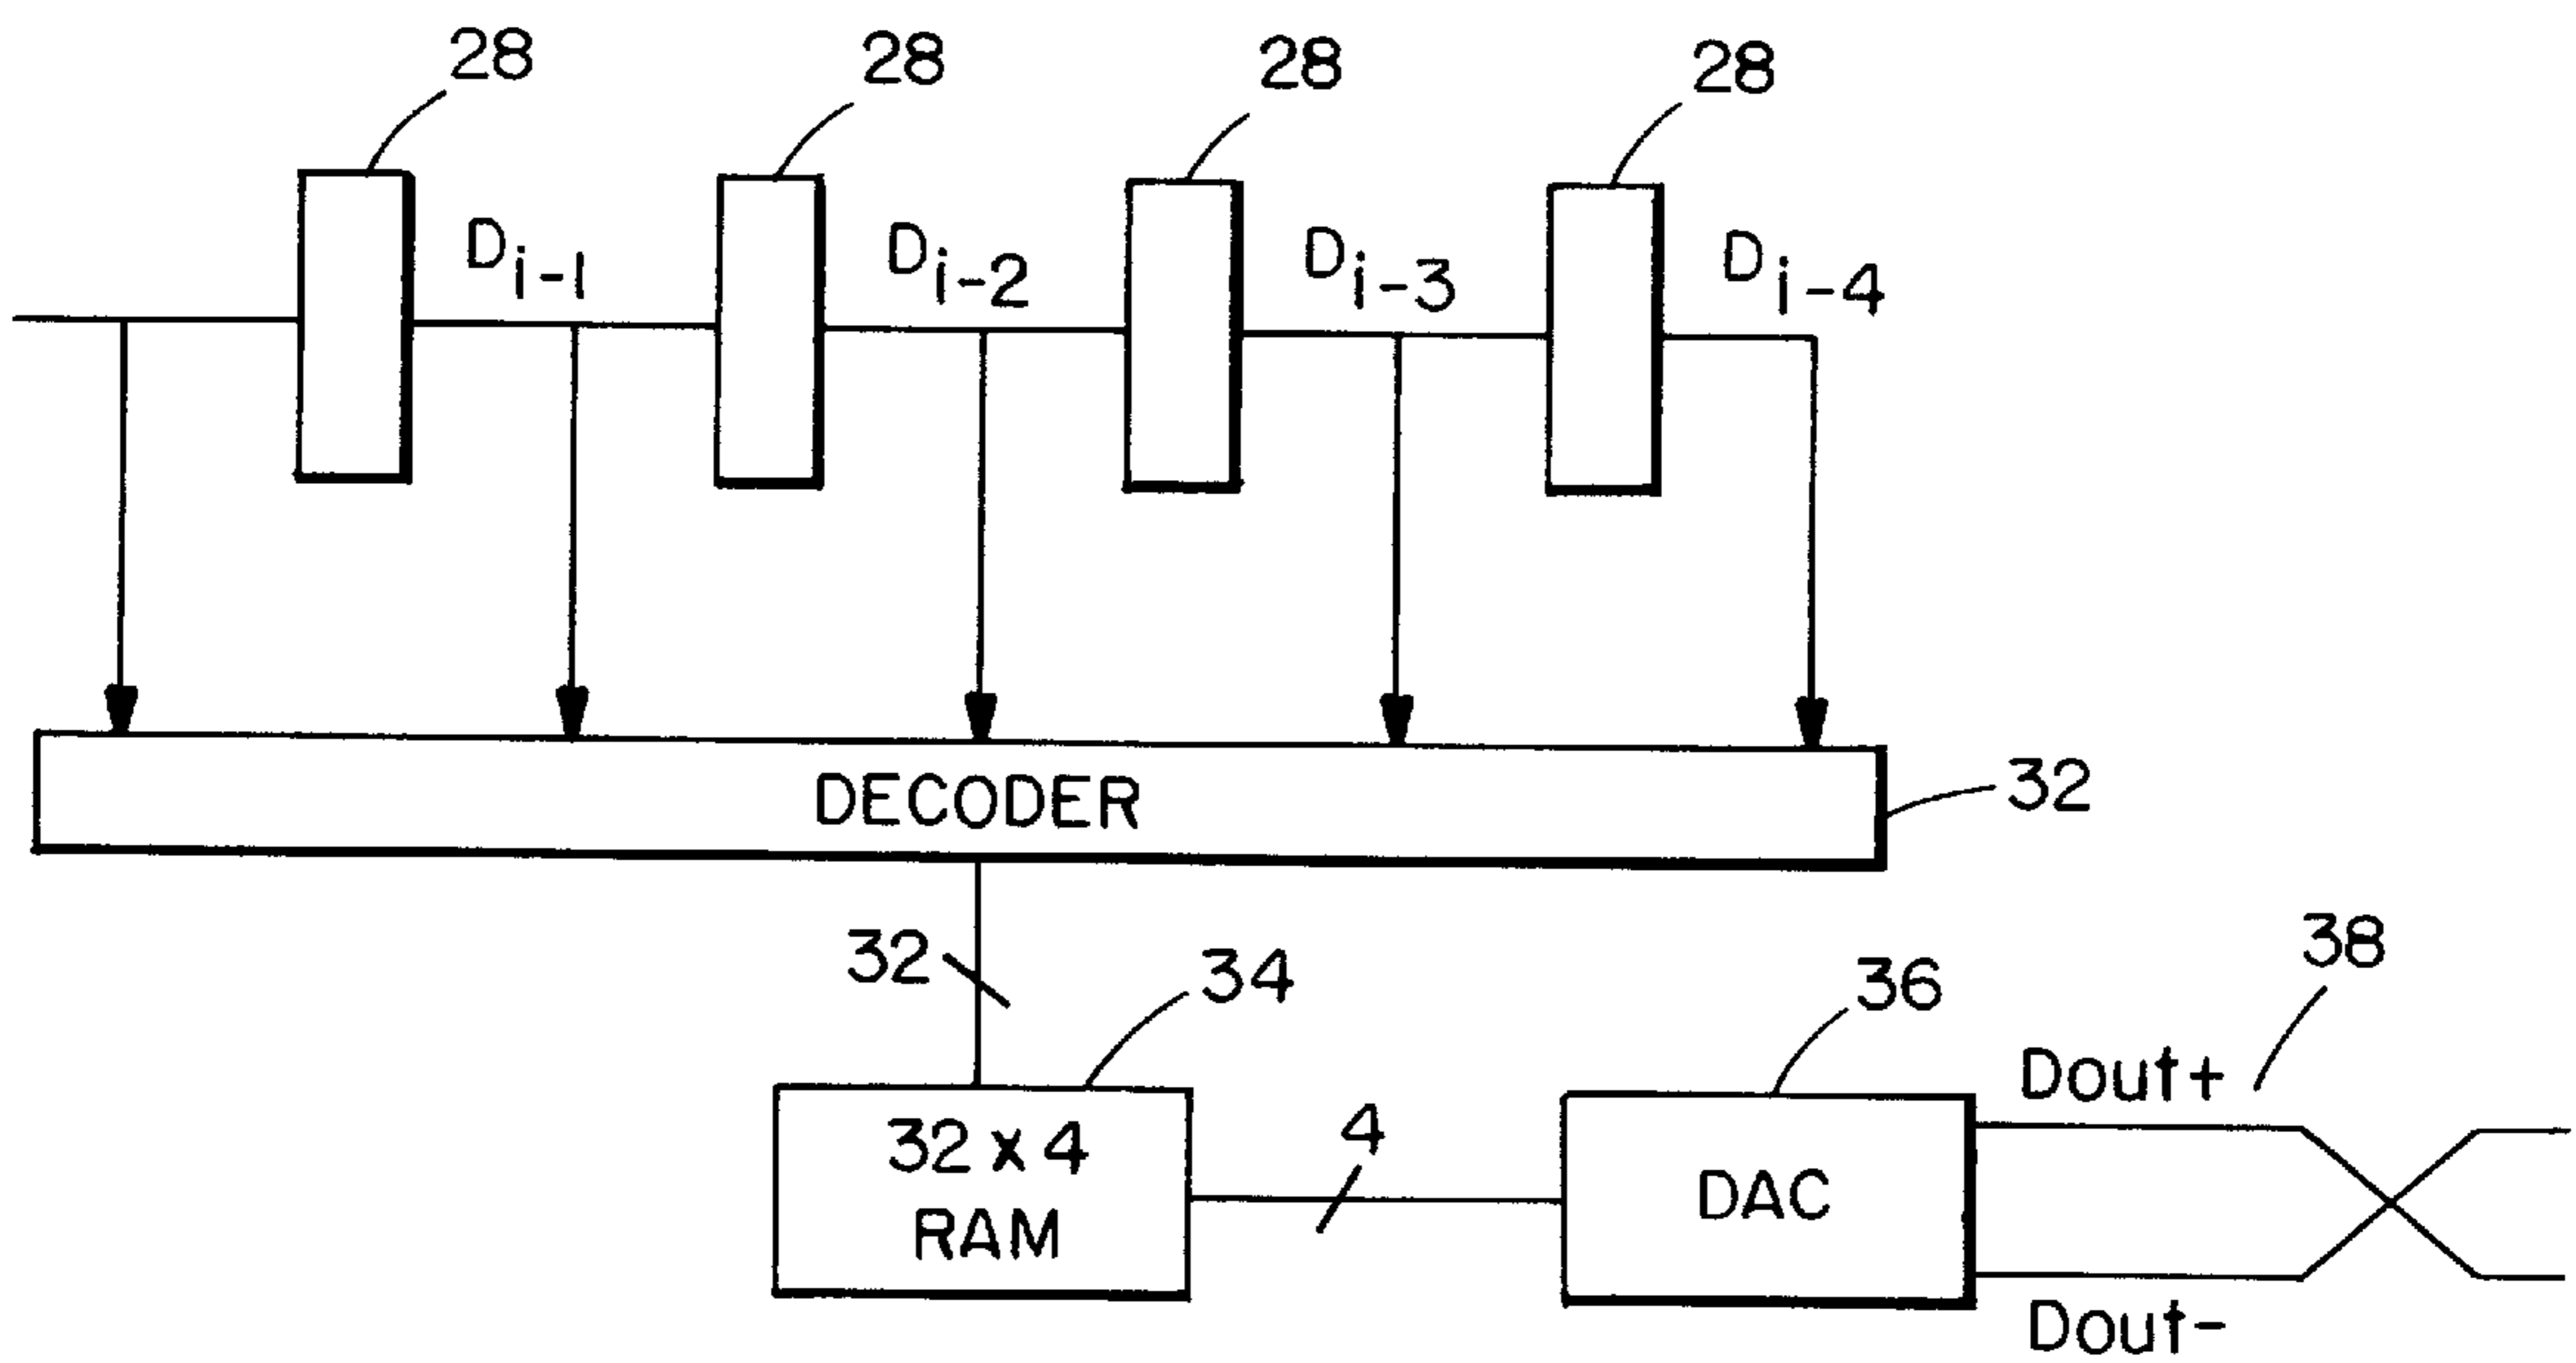 28 28 28 28
Di-1 Di-2 Di-3 Di-4
DECODER
32
32
34
36
38
32 x 4
RAM
4
DAC
Dout+
Dout-